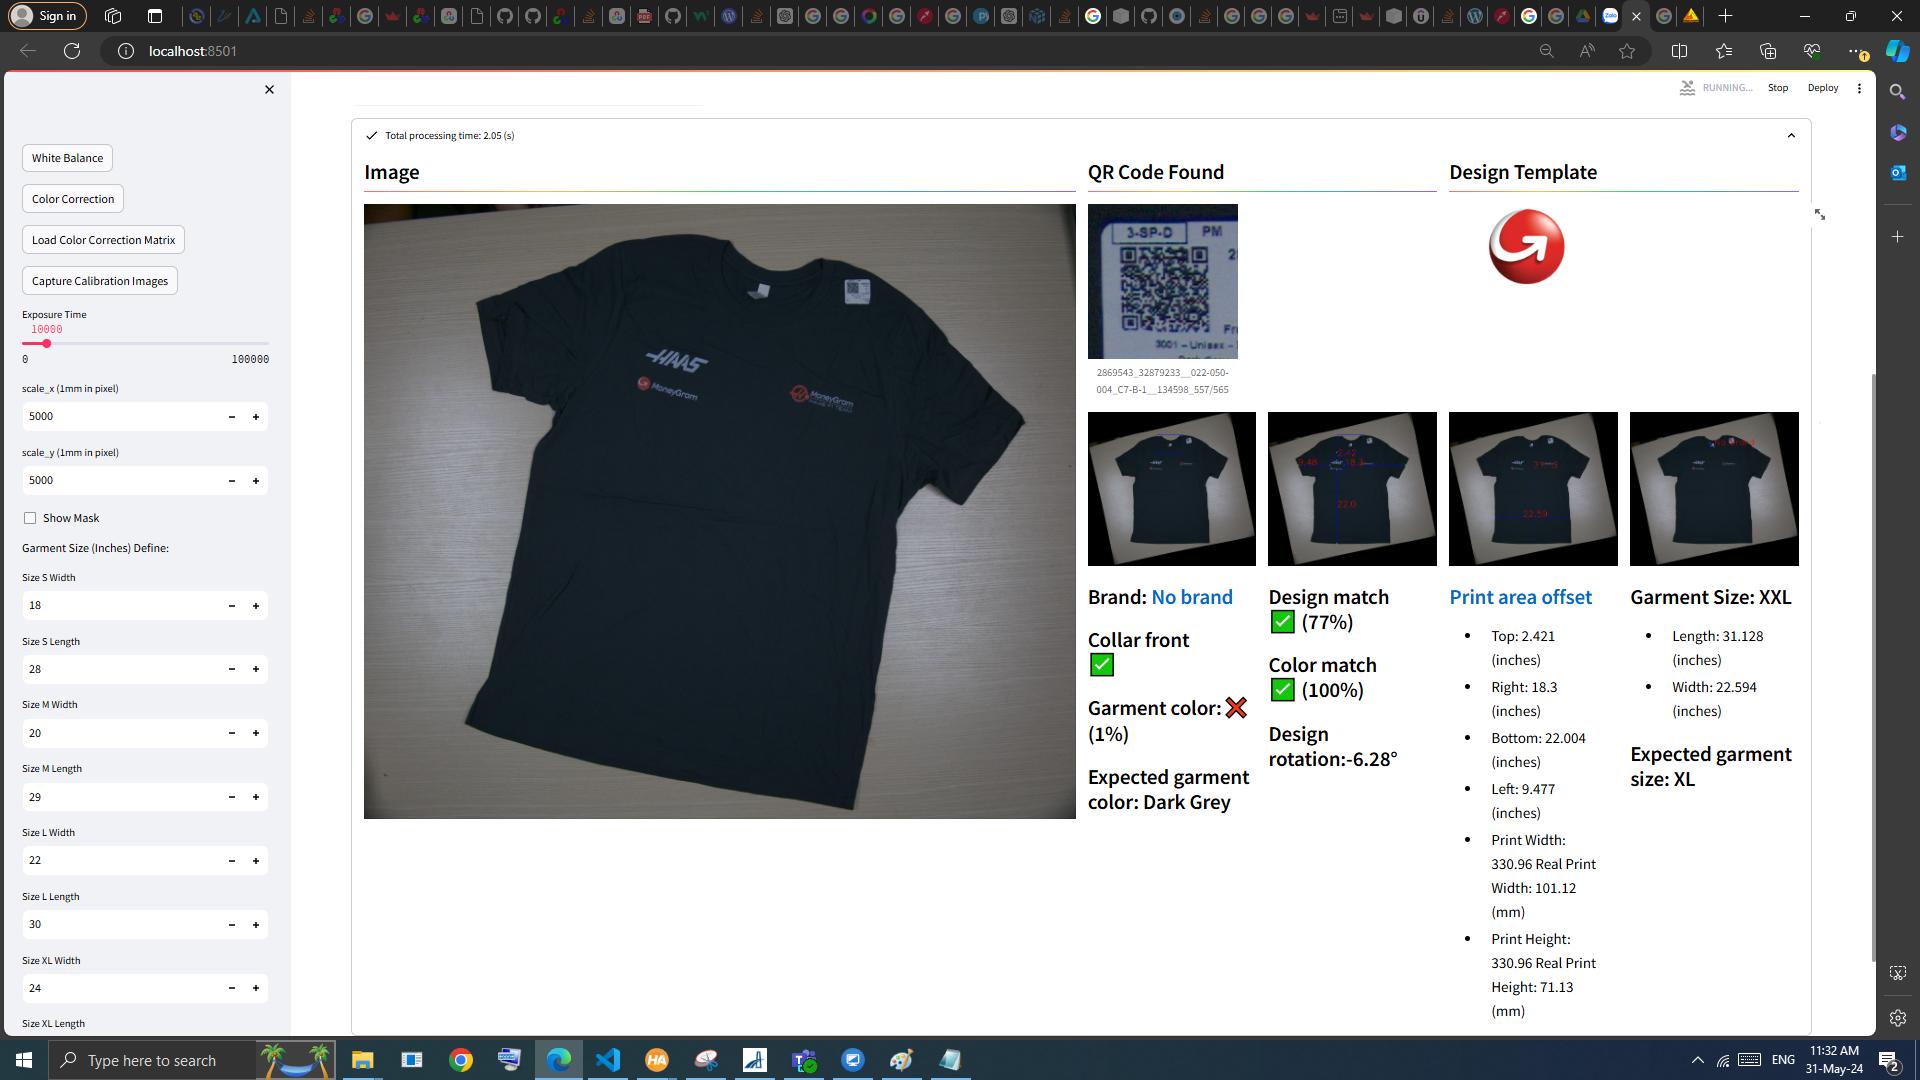 Sign in
localhost:8501
RUNNING...
Stop
Deploy
White Balance
Color Correction
Load Color Correction Matrix
Capture Calibration Images
Exposure Time
10000
0
100000
scale_x (1mm in pixel)
5000
scale_y (1mm in pixel)
5000
Show Mask
Garment Size (Inches) Define:
Size S Width
18
Size S Length
28
Size M Width
20
Size M Length
29
Size L Width
22
Size L Length
30
Size XL Width
24
Size XL Length
Total processing time: 2.05 (s)
Image
HAAS
MoneyGram
MoneyGram
QR Code Found
3-SP-D
PM
3001 – Unisex –
2869543_32879233__022-050-
004_C7-B-1__134598_557/565
Design Template
22.0
22.59
Brand: No brand
Collar front
Garment color:
(1%)
Expected garment
color: Dark Grey
Design match
(77%)
Color match
(100%)
Design
rotation:-6.28°
Print area offset
Top: 2.421
(inches)
Right: 18.3
(inches)
Bottom: 22.004
(inches)
Left: 9.477
(inches)
Print Width:
330.96 Real Print
Width: 101.12
(mm)
Print Height:
330.96 Real Print
Height: 71.13
(mm)
Garment Size: XXL
Length: 31.128
(inches)
Width: 22.594
(inches)
Expected garment
size: XL
Type here to search
ENG
11:32 AM
31-May-24
2